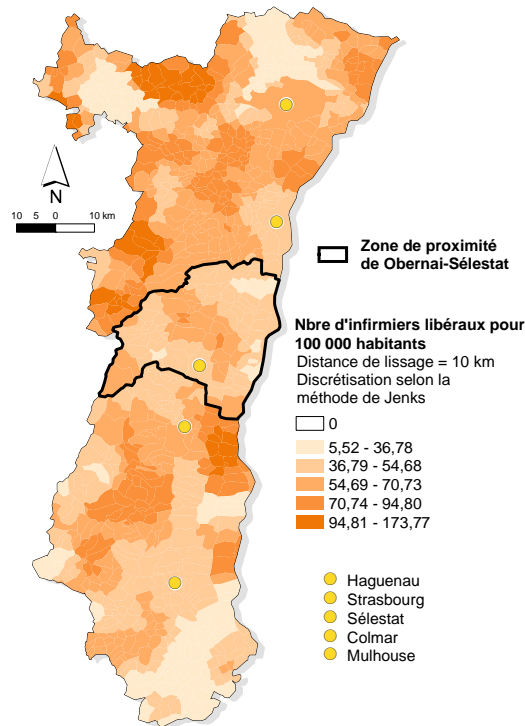 N
10 5 0 10 km
Zone de proximité
de Obernai-Sélestat
Nbre d'infirmiers libéraux pour
100 000 habitants
Distance de lissage = 10 km
Discrétisation selon la
méthode de Jenks
0
5,52 - 36,78
36,79 - 54,68
54,69 - 70,73
70,74 - 94,80
94,81 - 173,77
Haguenau
Strasbourg
Sélestat
Colmar
Mulhouse